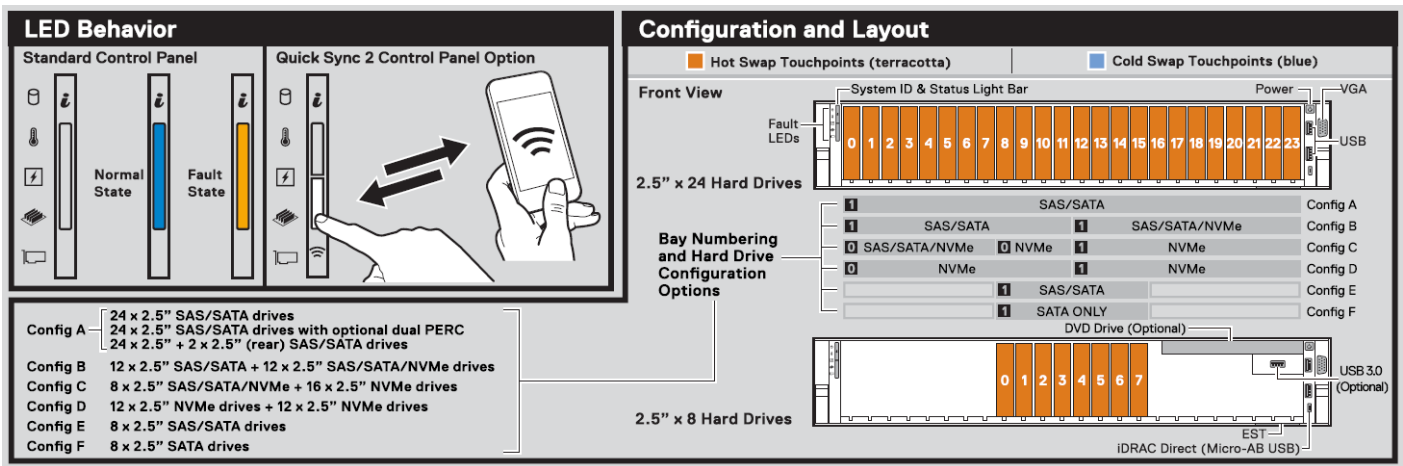 LED Behavior
Standard Control Panel
Quick Sync 2 Control Panel Option
i
i
i
i
Normal
State
Fault
State
Configuration and Layout
Hot Swap Touchpoints (terracotta)
Cold Swap Touchpoints (blue)
Front View
System ID & Status Light Bar
Power
VGA
Fault
LEDs
USB
0 1 2 3 4 5 6 7 8 9 10 11 12 13 14 15 16 17 18 19 20 21 22 23
2.5” x 24 Hard Drives
Bay Numbering
and Hard Drive
Configuration
Options
1 SAS/SATA Config A
1 SAS/SATA 1 SAS/SATA/NVMe Config B
0 SAS/SATA/NVMe 0 NVMe 1 NVMe Config C
0 NVMe 1 NVMe Config D
1 SAS/SATA Config E
1 SATA ONLY Config F
DVD Drive (Optional)
USB 3.0
(Optional)
0 1 2 3 4 5 6 7
2.5” x 8 Hard Drives
EST
iDRAC Direct (Micro-AB USB)
Config A
24 x 2.5” SAS/SATA drives
24 x 2.5” SAS/SATA drives with optional dual PERC
24 x 2.5” + 2 x 2.5” (rear) SAS/SATA drives
Config B 12 x 2.5” SAS/SATA + 12 x 2.5” SAS/SATA/NVMe drives
Config C 8 x 2.5” SAS/SATA/NVMe + 16 x 2.5” NVMe drives
Config D 12 x 2.5” NVMe drives + 12 x 2.5” NVMe drives
Config E 8 x 2.5” SAS/SATA drives
Config F 8 x 2.5” SATA drives